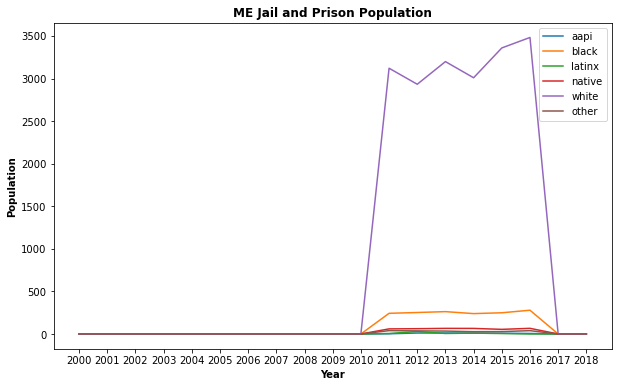 ME Jail and Prison Population
3500
3000
2500
2000
1500
1000
500
0
Population
aapi
black
latinx
native
white
other
2000 2001 2002 2003 2004 2005 2006 2007 2008 2009 2010 2011 2012 2013 2014 2015 2016 2017 2018
Year